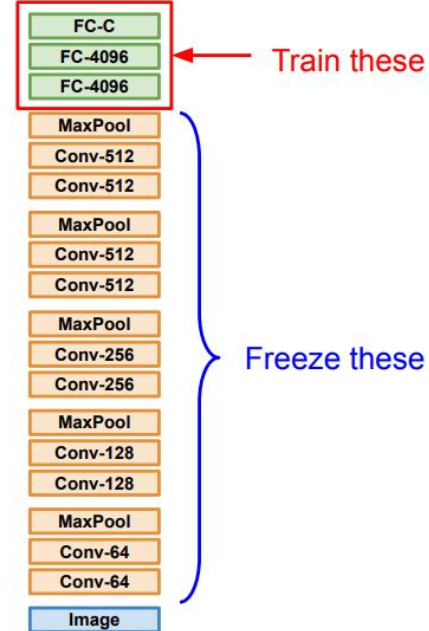 FC-C
FC-4096
Train these
FC-4096
MaxPool
Conv-512
Conv-512
MaxPool
Conv-512
Conv-512
MaxPool
Conv-256
Freeze these
Conv-256
MaxPool
Conv-128
Conv-128
MaxPool
Conv-64
Conv-64
Image